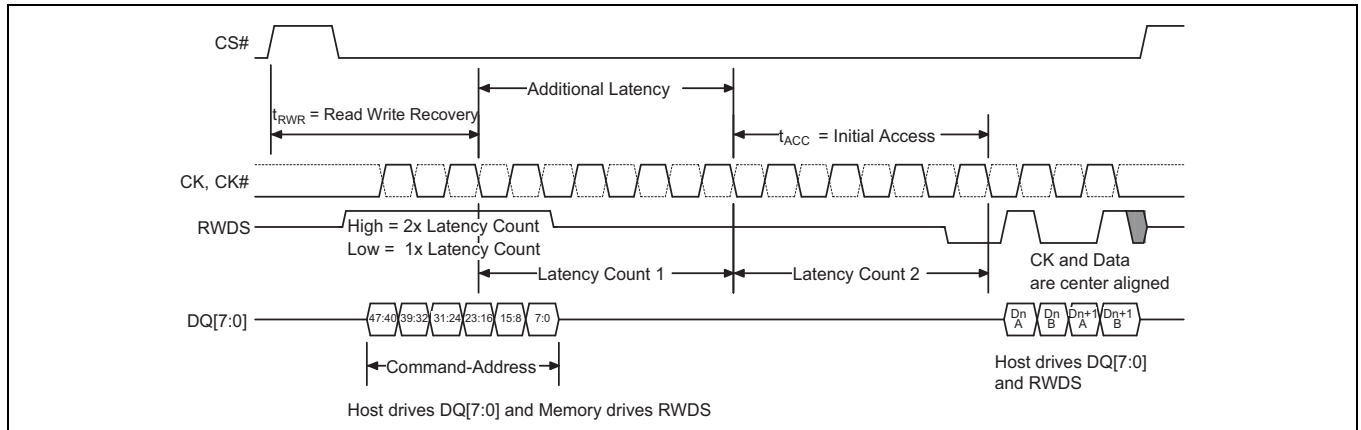 CS#
Additional Latency
tRWR = Read Write Recovery
tACC = Initial Access
CK, CK#
RWDS
High = 2x Latency Count
Low = 1x Latency Count
CK and Data
are center aligned
Latency Count 1
Latency Count 2
DQ[7:0]
47:40 39:32 31:24 23:16 15:8 7:0
Dn A Dn B Dn+1 A Dn+1 B
Command-Address
Host drives DQ[7:0]
and RWDS
Host drives DQ[7:0] and Memory drives RWDS